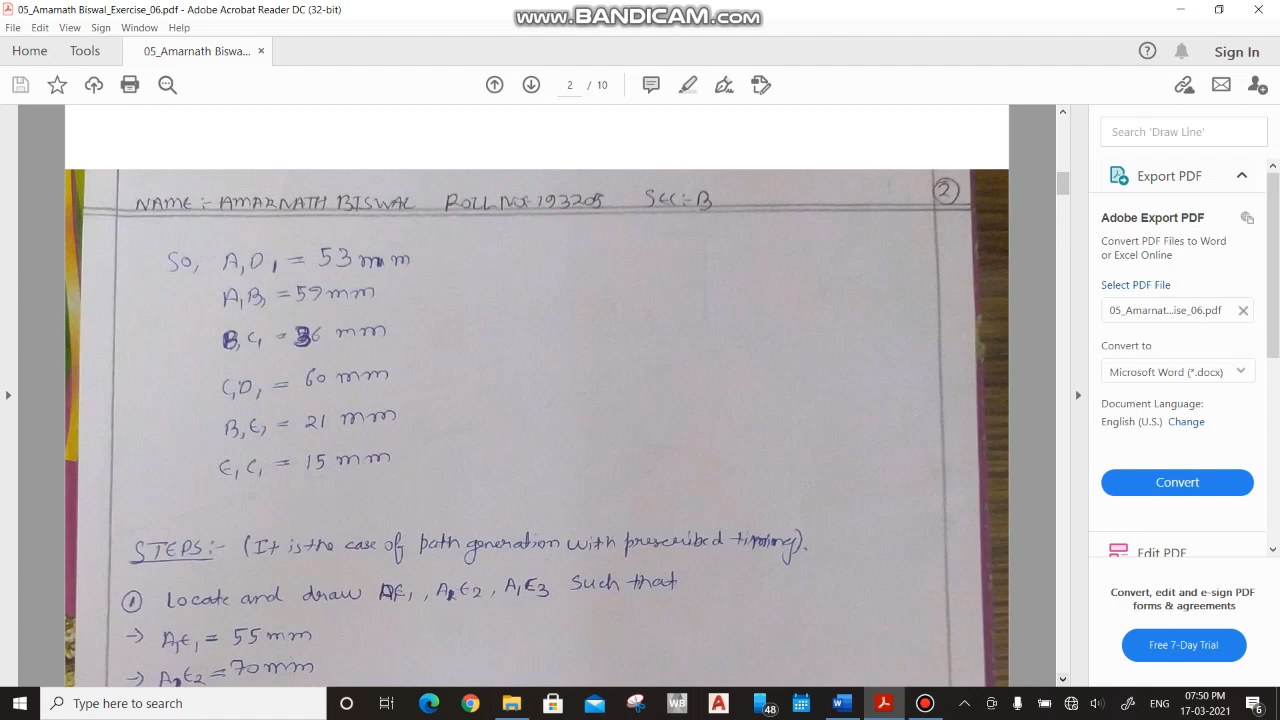 05_Amarnath Biswal_Exercise_06.pdf - Adobe Acrobat Reader DC (32-bit)
www.BANDICAM.com
File Edit View Sign Window Help
Home Tools 05_Amarnath Biswa... × Sign In
2 / 10
Search 'Draw Line'
Export PDF
Adobe Export PDF
Convert PDF Files to Word
or Excel Online
Select PDF File
05_Amarnat...ise_06.pdf
Convert to
Microsoft Word (*.docx)
Document Language:
English (U.S.) Change
Convert
Edit PDF
Convert, edit and e-sign PDF
forms & agreements
Free 7-Day Trial
NAME :- AMARNATH BISWAL ROLL NO:- 193205 SEC:- B 2
So, A₁D₁ = 53 mm
A₁B₁ = 59 mm
B₁C₁ = 36 mm
C₁D₁ = 60 mm
B₁E₁ = 21 mm
E₁C₁ = 15 mm
STEPS:- (It is the case of path generation with prescribed timing).
① Locate and draw AE₁, A₁E₂, A₁E₃ such that
→ A₁E₁ = 55 mm
→ A₁E₂ = 70 mm
Type here to search
WB
48
ENG
07:50 PM
17-03-2021
6